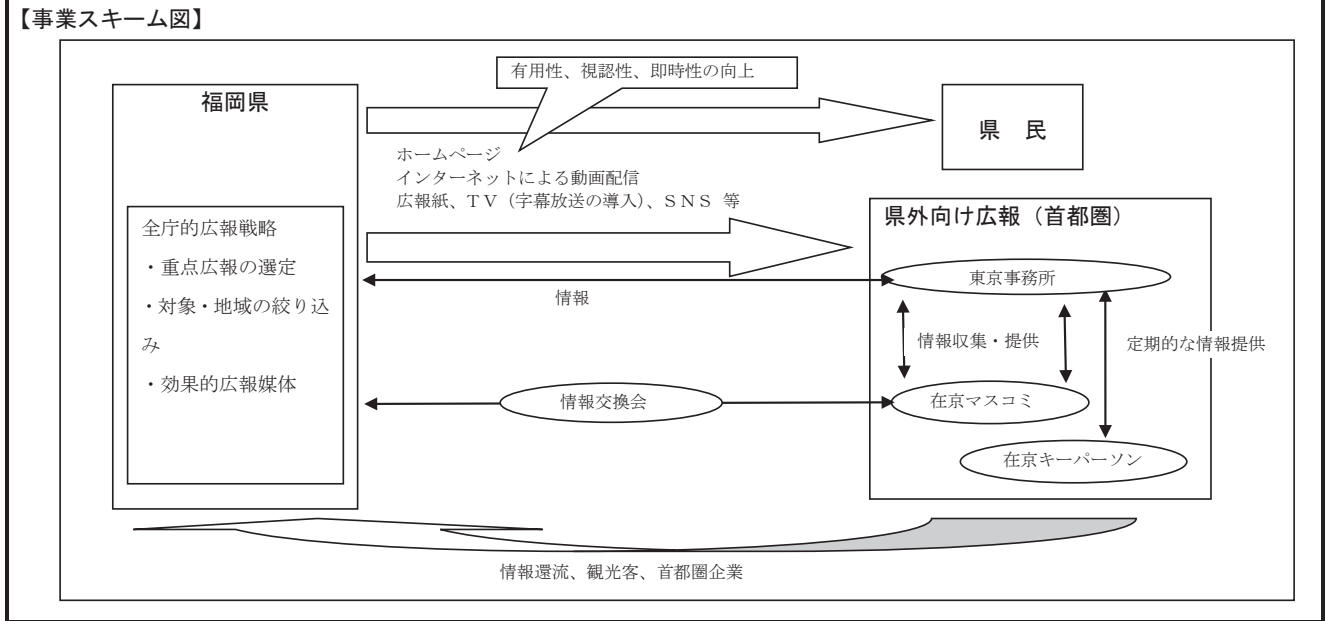 【事業スキーム図】
有用性、視認性、即時性の向上
福岡県
県 民
ホームページ
インターネットによる動画配信
広報紙、TV（字幕放送の導入）、SNS 等
全庁的広報戦略
・重点広報の選定
・対象・地域の絞り込
み
・効果的広報媒体
県外向け広報（首都圏）
東京事務所
情報
情報収集・提供
定期的な情報提供
情報交換会
在京マスコミ
在京キーパーソン
情報還流、観光客、首都圏企業